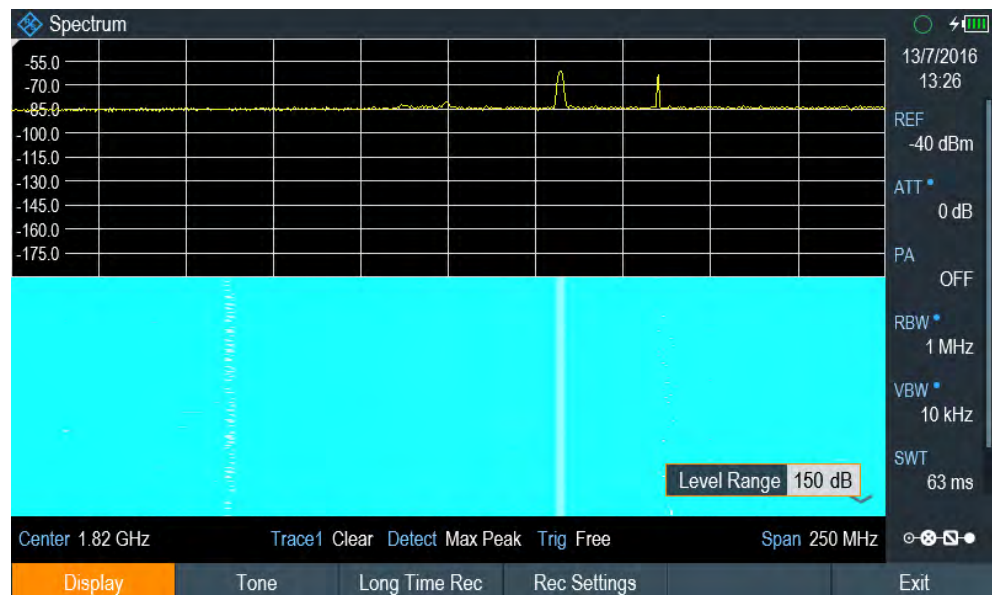 Spectrum
13/7/2016
13:26
-55.0
-70.0
-85.0
-100.0
-115.0
-130.0
-145.0
-160.0
-175.0
REF
-40 dBm
ATT
0 dB
PA
OFF
RBW
1 MHz
VBW
10 kHz
SWT
63 ms
Level Range 150 dB
Center 1.82 GHz Trace1 Clear Detect Max Peak Trig Free Span 250 MHz
Display Tone Long Time Rec Rec Settings Exit